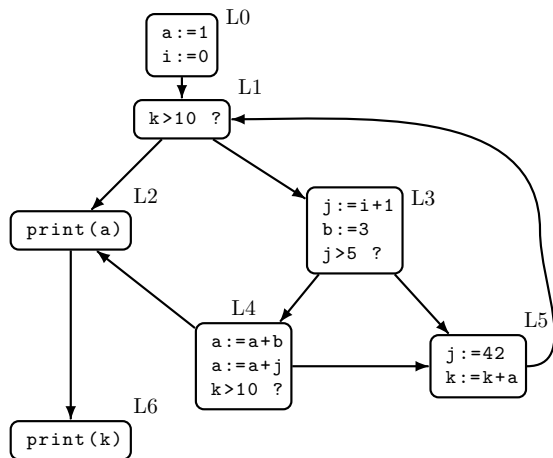 L0
a:=1
i:=0
L1
k>10 ?
L2
print(a)
L3
j:=i+1
b:=3
j>5 ?
L4
a:=a+b
a:=a+j
k>10 ?
L5
j:=42
k:=k+a
L6
print(k)